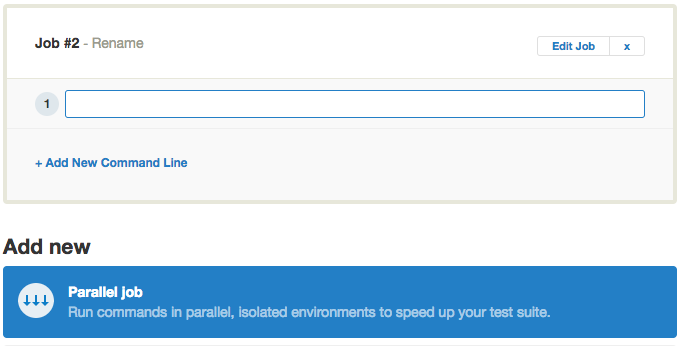 Job #2 - Rename
Edit Job x
1
+ Add New Command Line
Add new
Parallel job
Run commands in parallel, isolated environments to speed up your test suite.